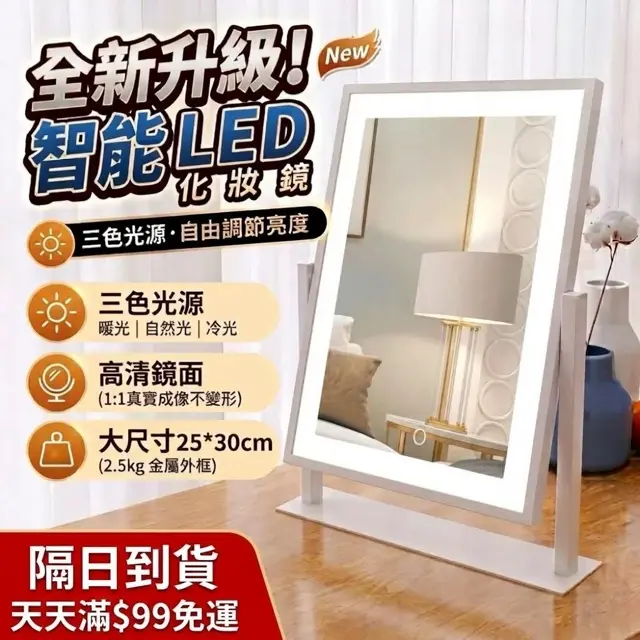 全新升級!
New
智能LED
化妝鏡
三色光源·自由調節亮度
三色光源
暖光|自然光|冷光
高清鏡面
(1:1真實成像不變形)
大尺寸25*30cm
(2.5kg 金屬外框)
隔日到貨
天天滿$99免運